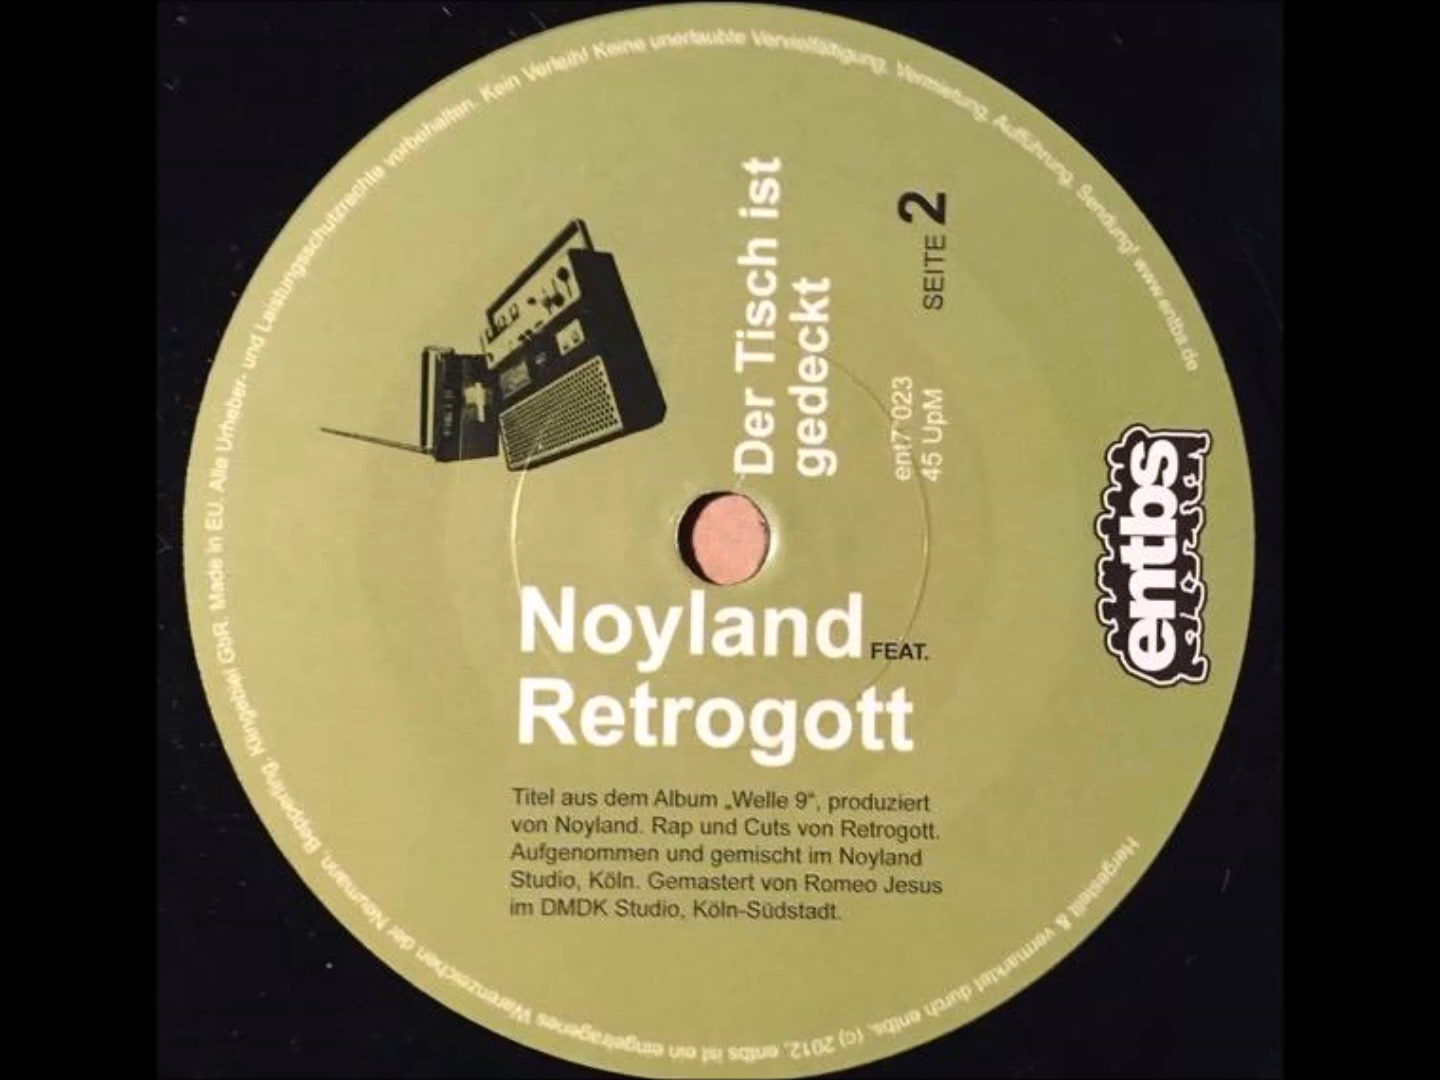 Noyland FEAT.
Retrogott
Titel aus dem Album „Welle 9“, produziert
von Noyland. Rap und Cuts von Retrogott.
Aufgenommen und gemischt im Noyland
Studio, Köln. Gemastert von Romeo Jesus
im DMDK Studio, Köln-Südstadt.
Der Tisch ist
gedeckt
ent7'023
45 UpM
SEITE 2
entbs
Hergestellt & vermarktet durch entbs, (c) 2012. entbs ist ein eingetragenes Warenzeichen der Neumann, Bepperling, Klingebiel GbR. Made in EU. Alle Urheber- und Leistungsschutzrechte vorbehalten. Kein Verleih! Keine unerlaubte Vervielfältigung, Vermietung, Aufführung, Sendung! www.entbs.de